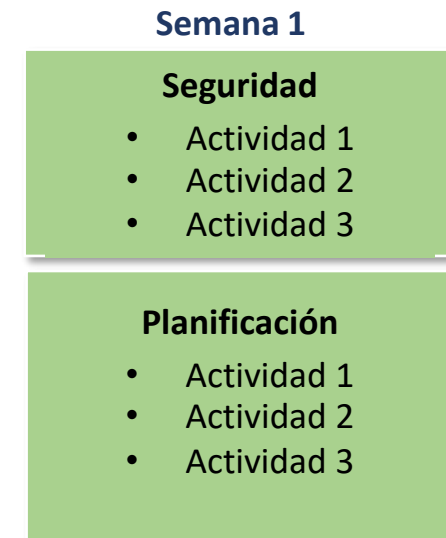 Semana 1
Seguridad
• Actividad 1
• Actividad 2
• Actividad 3
Planificación
• Actividad 1
• Actividad 2
• Actividad 3